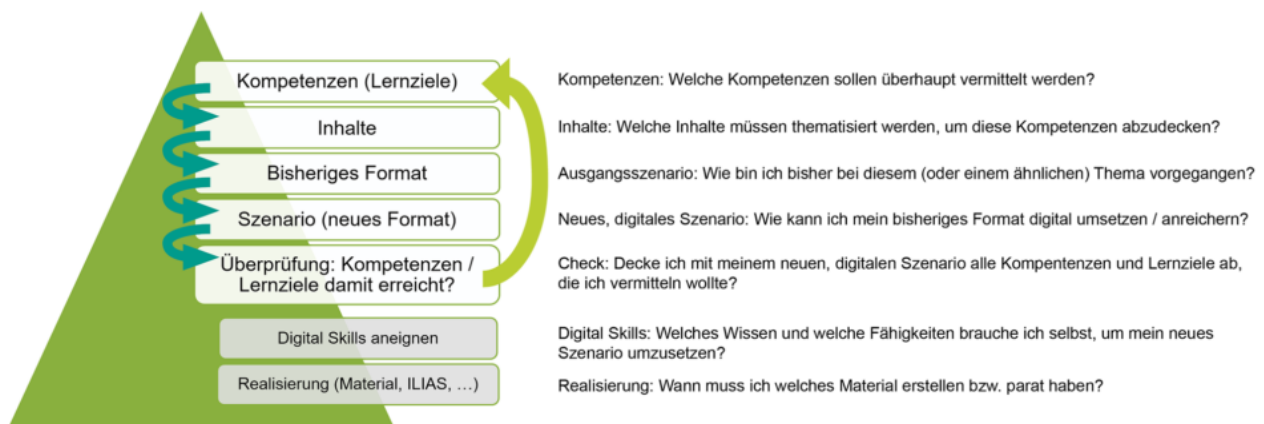 Kompetenzen (Lernziele)
Kompetenzen: Welche Kompetenzen sollen überhaupt vermittelt werden?
Inhalte
Inhalte: Welche Inhalte müssen thematisiert werden, um diese Kompetenzen abzudecken?
Bisheriges Format
Ausgangsszenario: Wie bin ich bisher bei diesem (oder einem ähnlichen) Thema vorgegangen?
Szenario (neues Format)
Neues, digitales Szenario: Wie kann ich mein bisheriges Format digital umsetzen / anreichern?
Überprüfung: Kompetenzen /
Lernziele damit erreicht?
Check: Decke ich mit meinem neuen, digitalen Szenario alle Kompentenzen und Lernziele ab,
die ich vermitteln wollte?
Digital Skills aneignen
Digital Skills: Welches Wissen und welche Fähigkeiten brauche ich selbst, um mein neues
Szenario umzusetzen?
Realisierung (Material, ILIAS, …)
Realisierung: Wann muss ich welches Material erstellen bzw. parat haben?